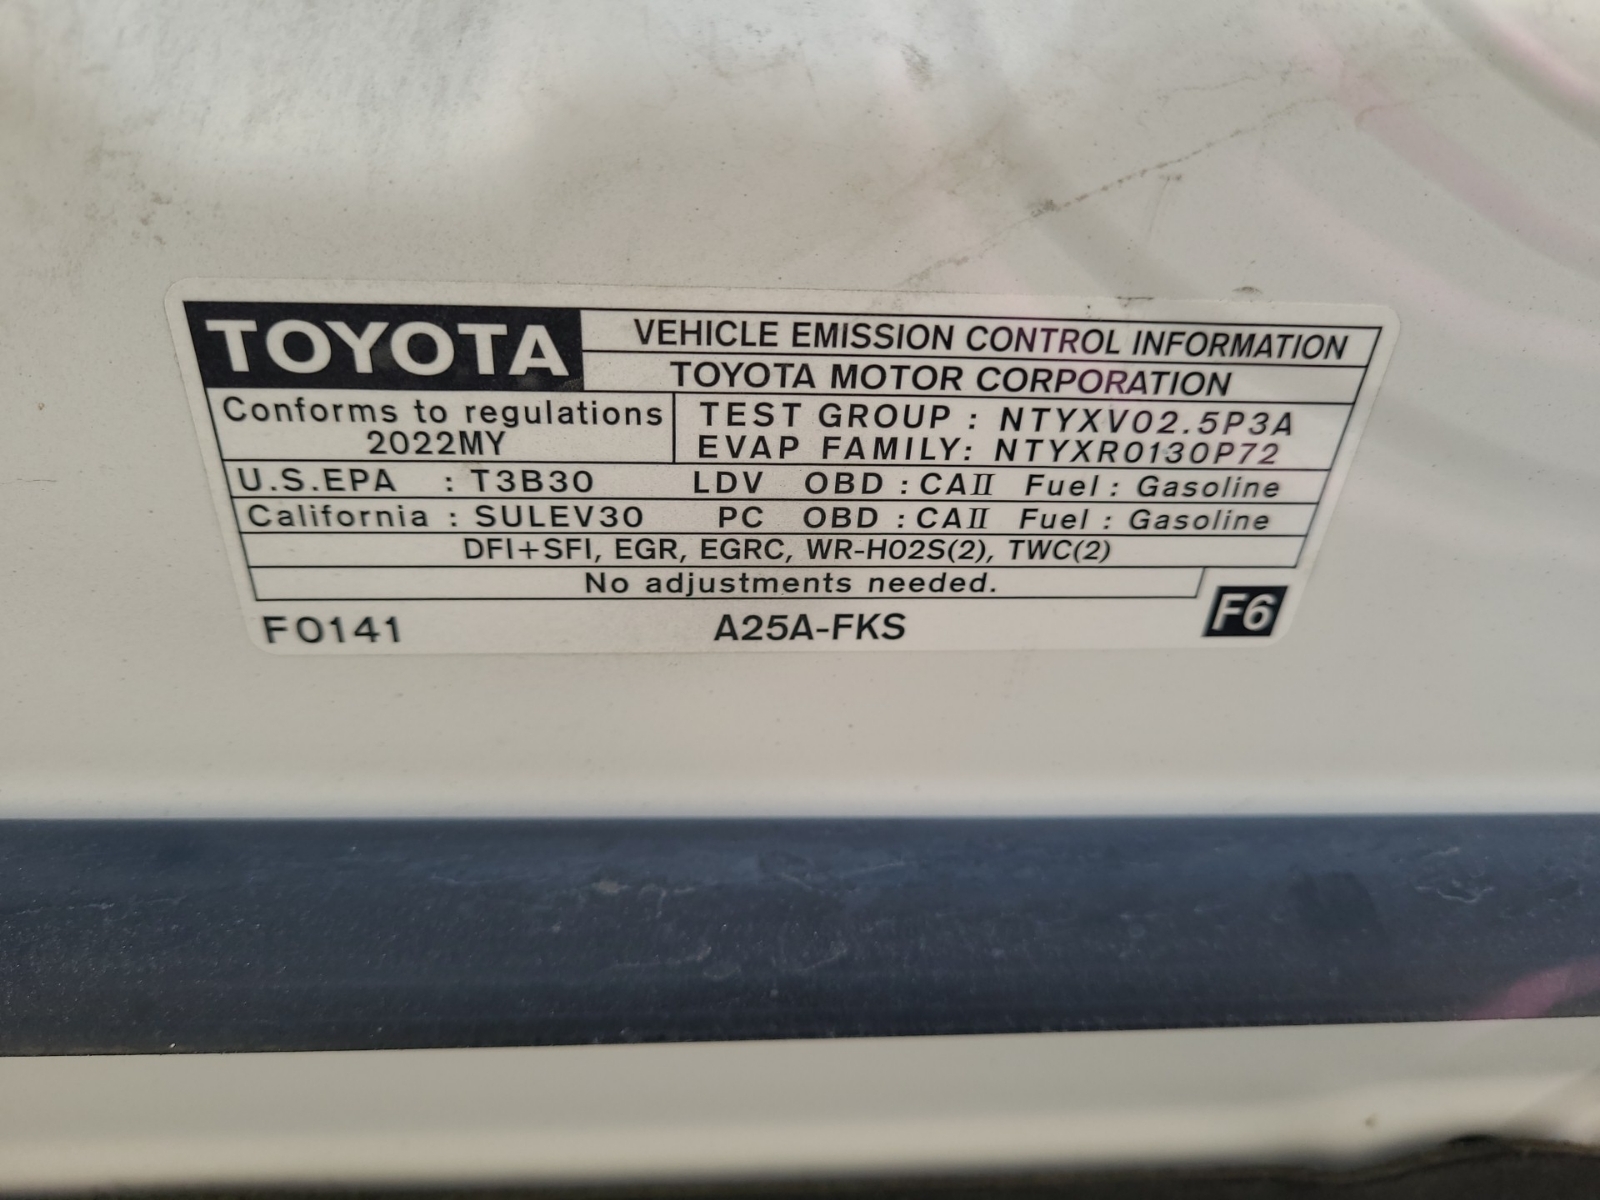 TOYOTA
VEHICLE EMISSION CONTROL INFORMATION
TOYOTA MOTOR CORPORATION
Conforms to regulations
2022MY
TEST GROUP : NTYXV02.5P3A
EVAP FAMILY: NTYXR0130P72
U.S.EPA : T3B30 LDV OBD : CAII Fuel : Gasoline
California : SULEV30 PC OBD : CAII Fuel : Gasoline
DFI+SFI, EGR, EGRC, WR-HO2S(2), TWC(2)
No adjustments needed.
F0141 A25A-FKS F6